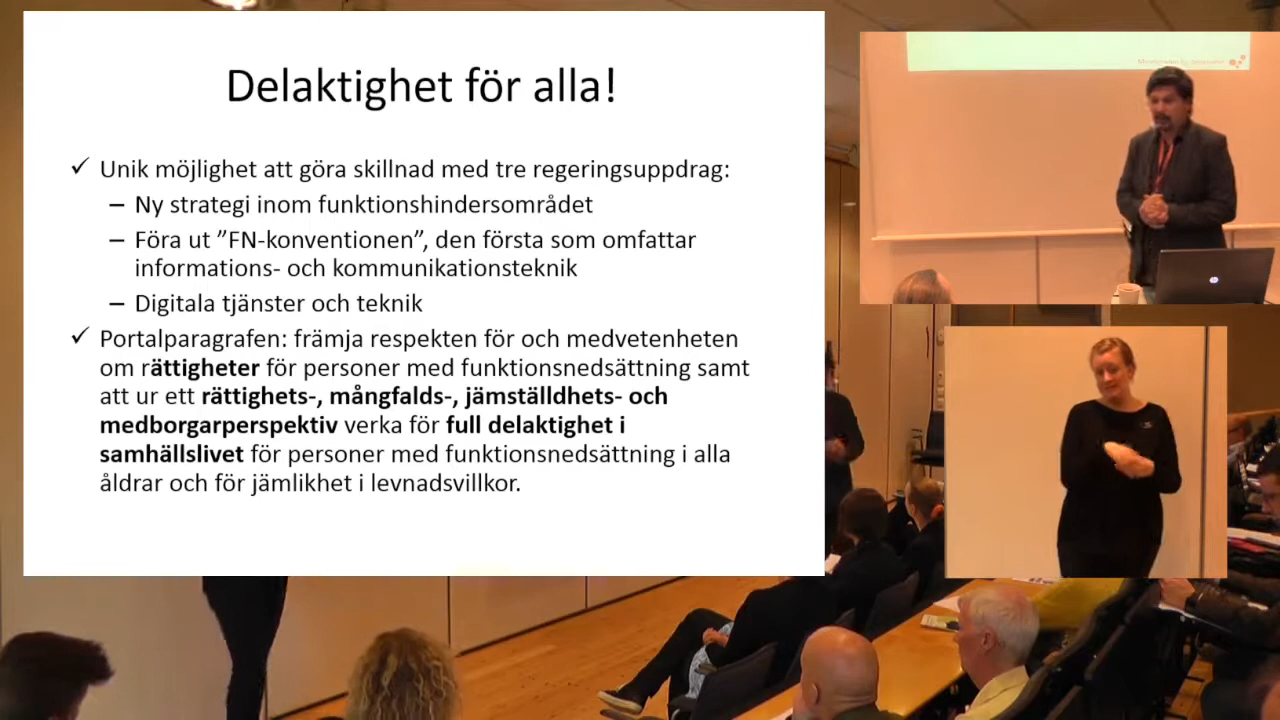 Delaktighet för alla!
✓ Unik möjlighet att göra skillnad med tre regeringsuppdrag:
– Ny strategi inom funktionshindersområdet
– Föra ut ”FN-konventionen”, den första som omfattar
informations- och kommunikationsteknik
– Digitala tjänster och teknik
✓ Portalparagrafen: främja respekten för och medvetenheten
om rättigheter för personer med funktionsnedsättning samt
att ur ett rättighets-, mångfalds-, jämställdhets- och
medborgarperspektiv verka för full delaktighet i
samhällslivet för personer med funktionsnedsättning i alla
åldrar och för jämlikhet i levnadsvillkor.
hp